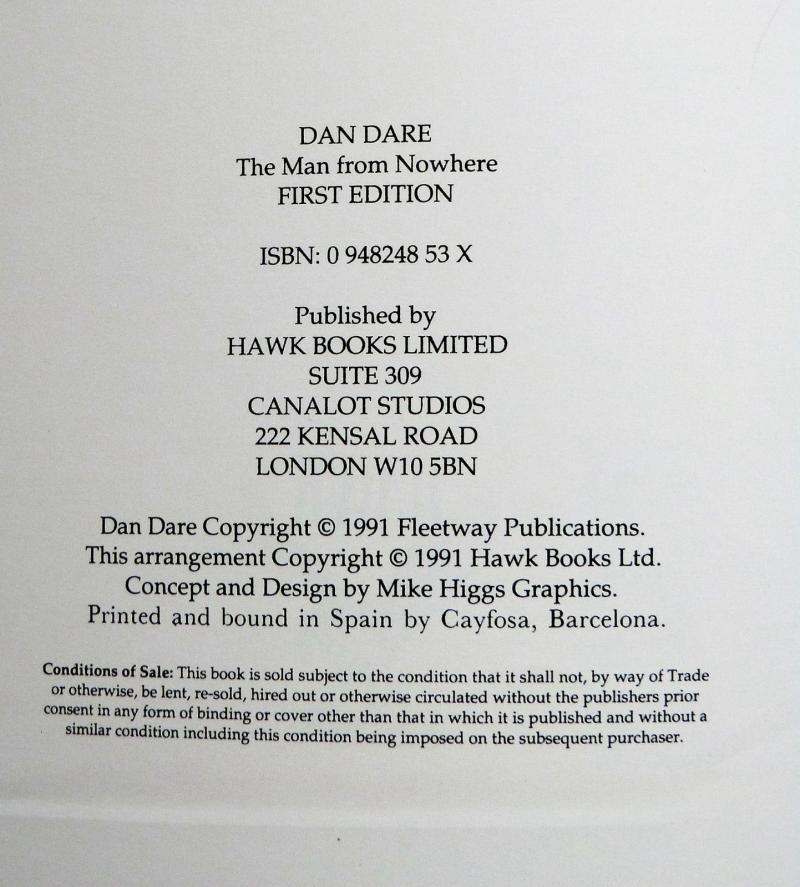 DAN DARE
The Man from Nowhere
FIRST EDITION
ISBN: 0 948248 53 X
Published by
HAWK BOOKS LIMITED
SUITE 309
CANALOT STUDIOS
222 KENSAL ROAD
LONDON W10 5BN
Dan Dare Copyright © 1991 Fleetway Publications.
This arrangement Copyright © 1991 Hawk Books Ltd.
Concept and Design by Mike Higgs Graphics.
Printed and bound in Spain by Cayfosa, Barcelona.
Conditions of Sale: This book is sold subject to the condition that it shall not, by way of Trade
or otherwise, be lent, re-sold, hired out or otherwise circulated without the publishers prior
consent in any form of binding or cover other than that in which it is published and without a
similar condition including this condition being imposed on the subsequent purchaser.